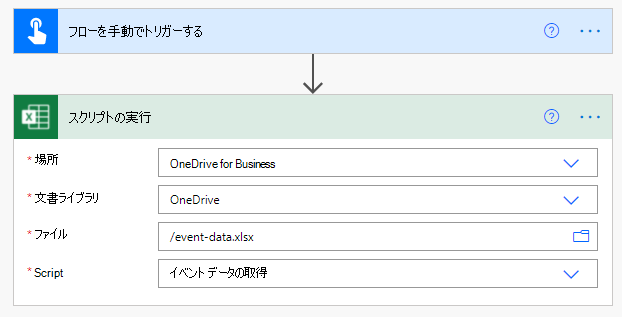 フローを手動でトリガーする
スクリプトの実行
* 場所 OneDrive for Business
* 文書ライブラリ OneDrive
* ファイル /event-data.xlsx
* Script イベント データの取得